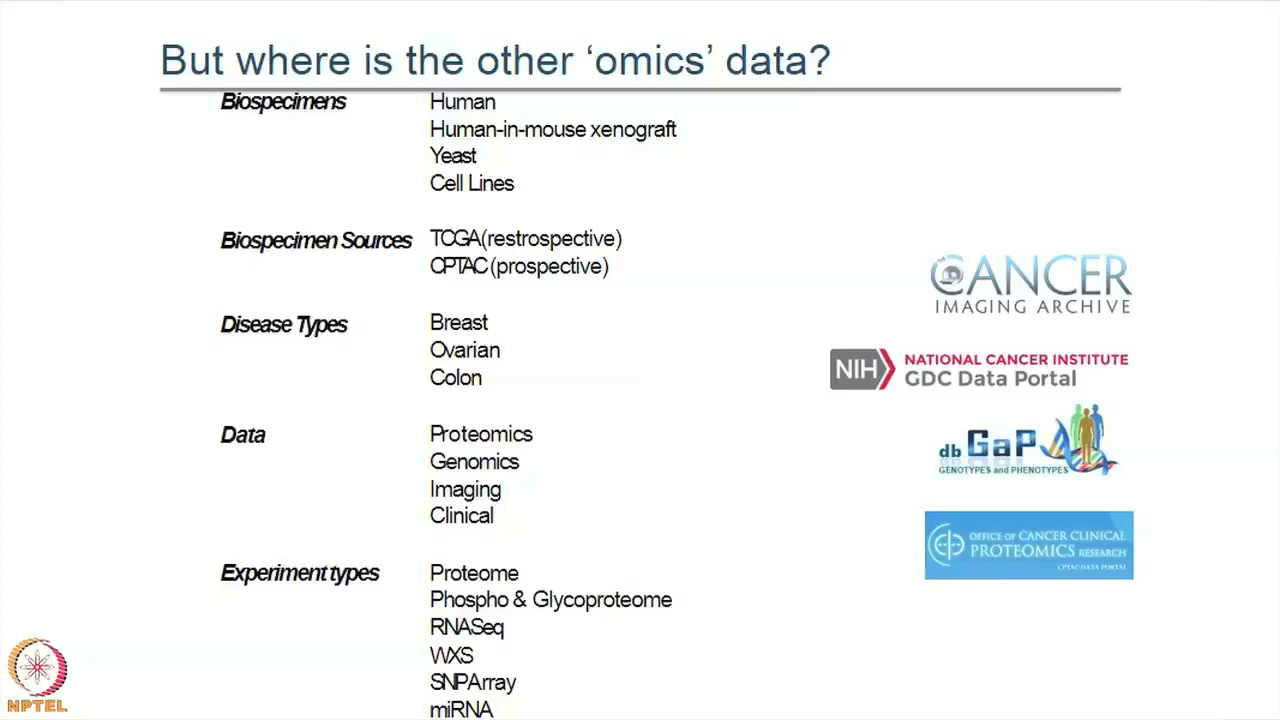 But where is the other ‘omics’ data?
Biospecimens Human
Human-in-mouse xenograft
Yeast
Cell Lines
Biospecimen Sources TCGA (restrospective)
CPTAC (prospective)
Disease Types Breast
Ovarian
Colon
Data Proteomics
Genomics
Imaging
Clinical
Experiment types Proteome
Phospho & Glycoproteome
RNASeq
WXS
SNPArray
miRNA
THE CANCER
IMAGING ARCHIVE
NIH NATIONAL CANCER INSTITUTE
GDC Data Portal
db GaP
GENOTYPES and PHENOTYPES
OFFICE OF CANCER CLINICAL
PROTEOMICS RESEARCH
CPTAC DATA PORTAL
NPTEL